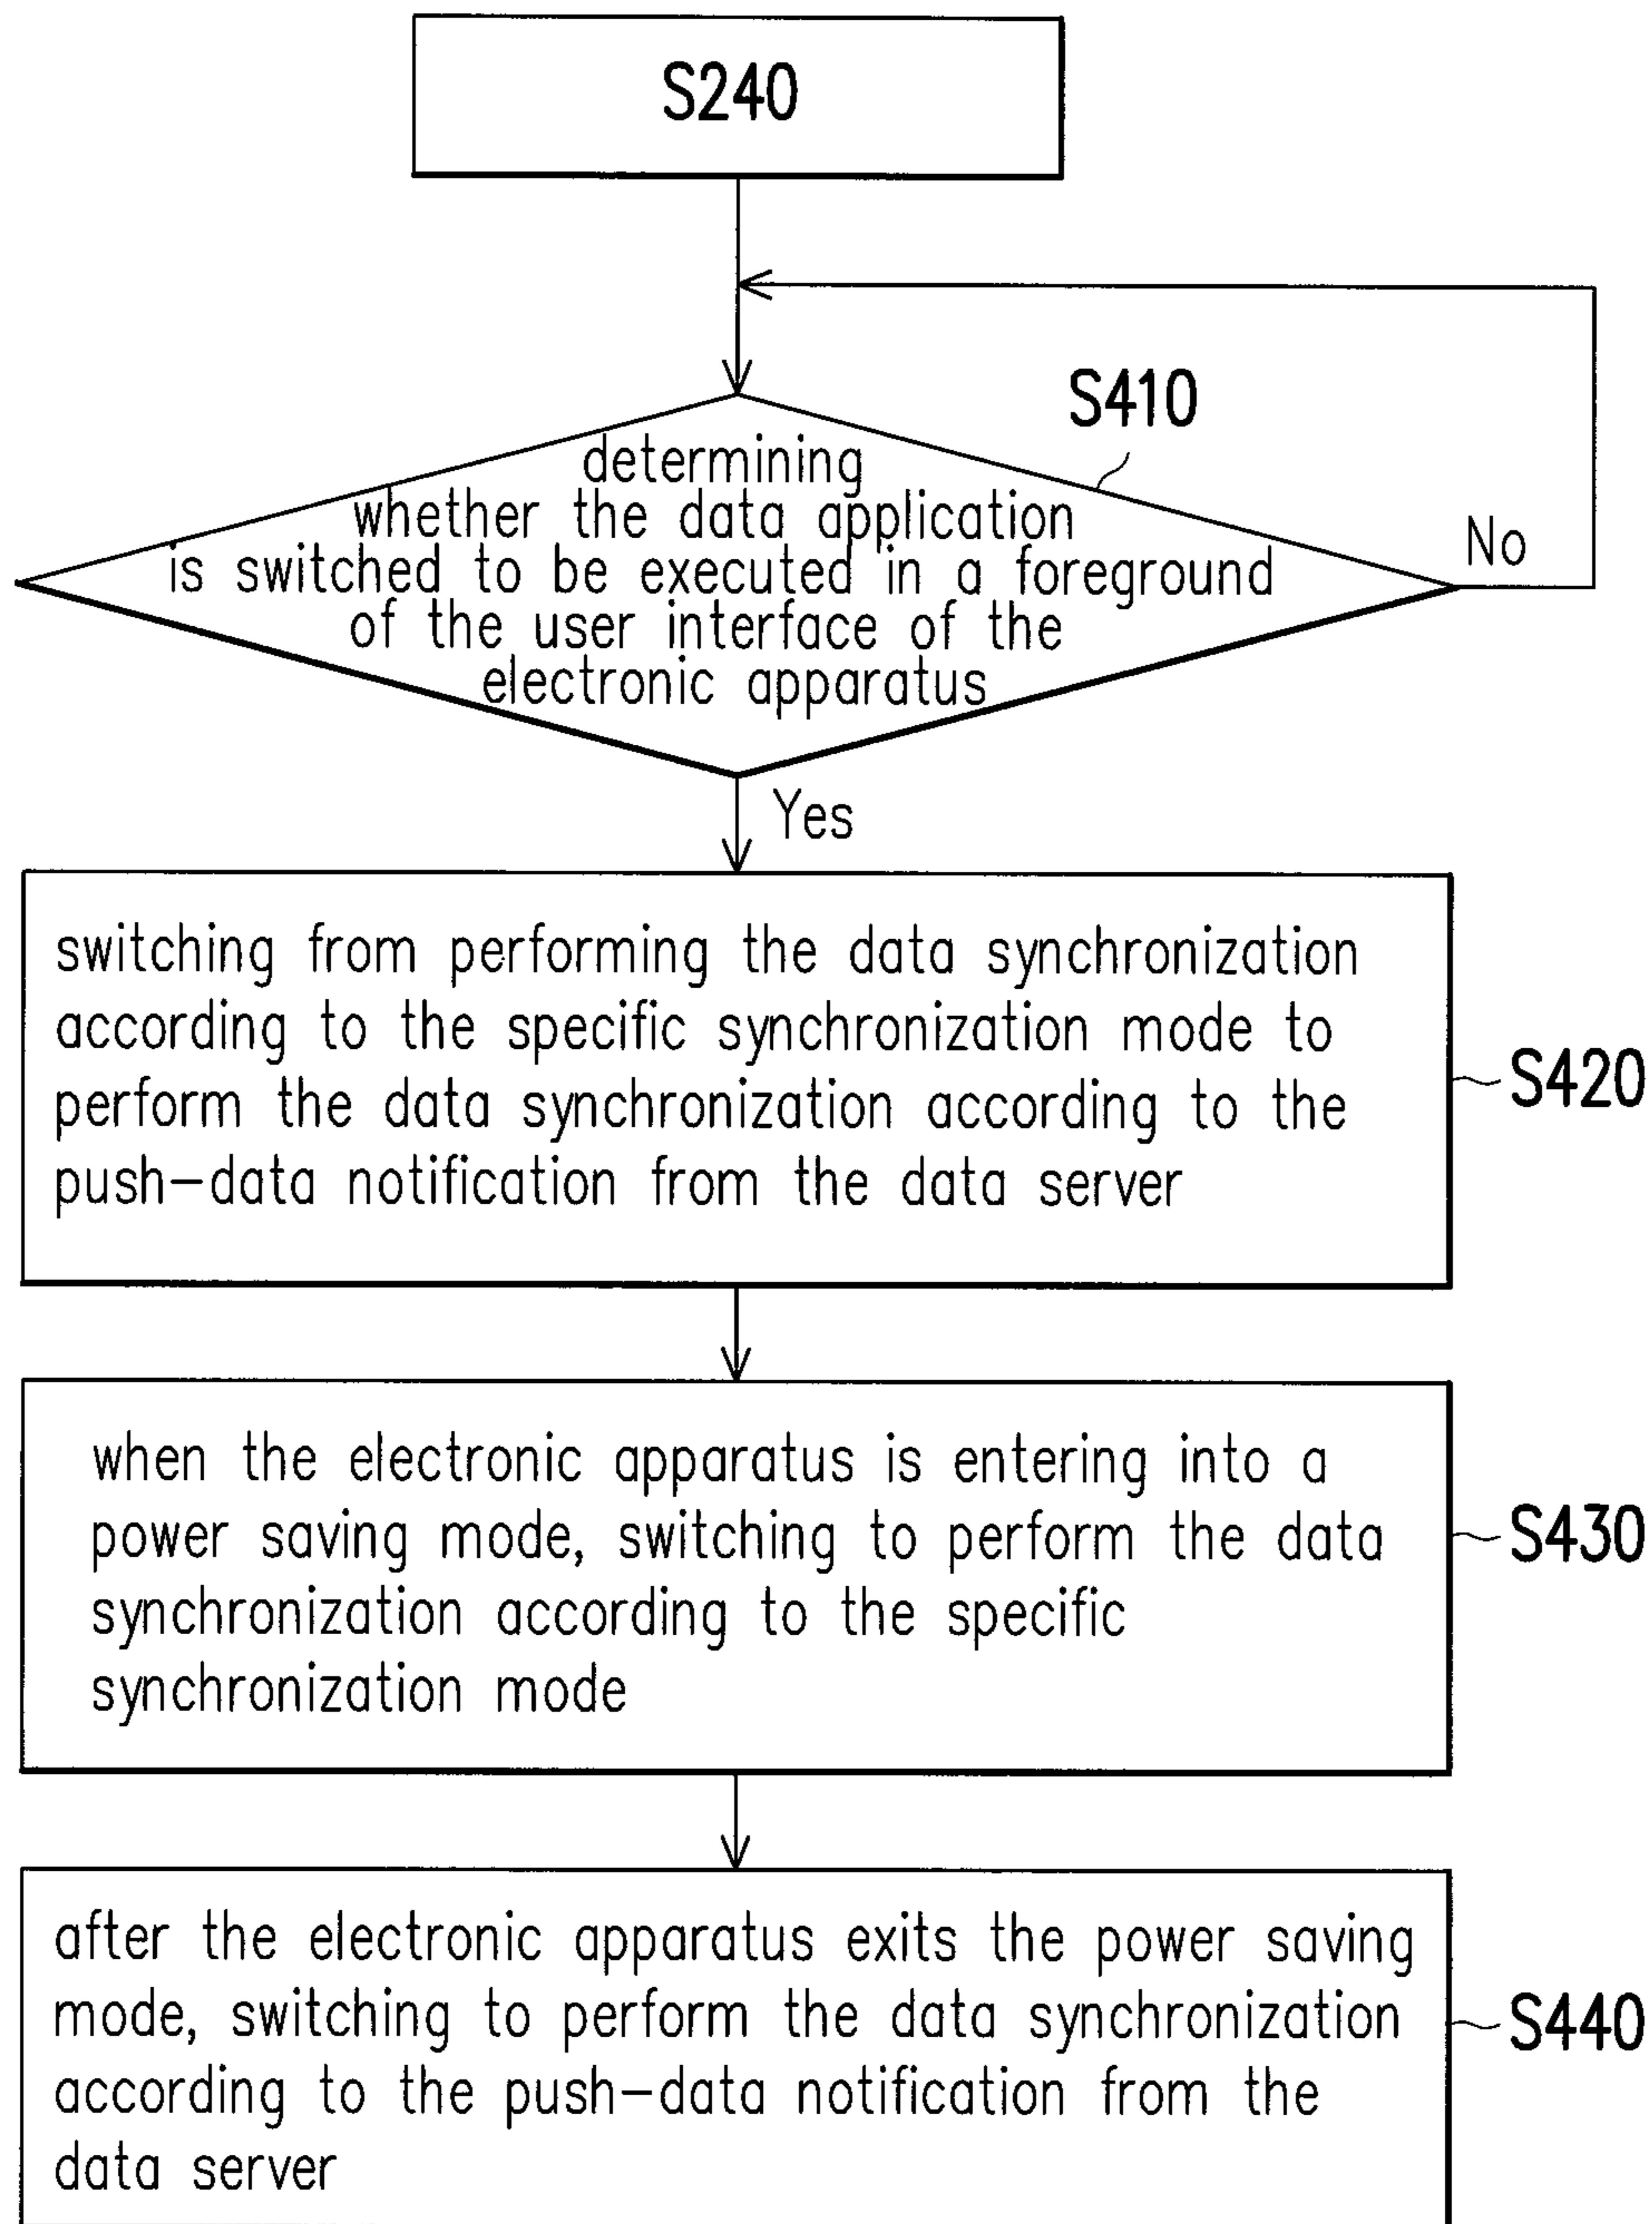 S240
S410
determining
whether the data application
is switched to be executed in a foreground
of the user interface of the
electronic apparatus
No
Yes
switching from performing the data synchronization
according to the specific synchronization mode to
perform the data synchronization according to the
push-data notification from the data server
S420
when the electronic apparatus is entering into a
power saving mode, switching to perform the data
synchronization according to the specific
synchronization mode
S430
after the electronic apparatus exits the power saving
mode, switching to perform the data synchronization
according to the push-data notification from the
data server
S440